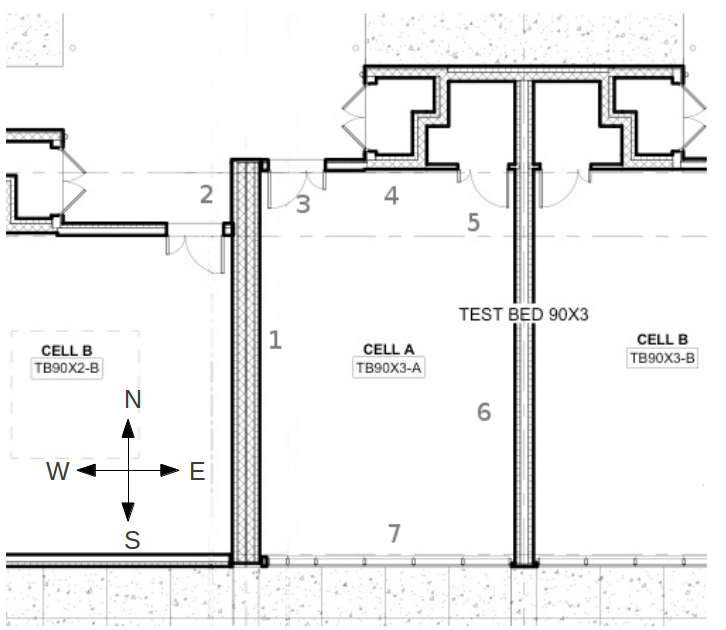 2
3
4
5
TEST BED 90X3
1
CELL B
TB90X2-B
CELL A
TB90X3-A
CELL B
TB90X3-B
N
W E
S
6
7